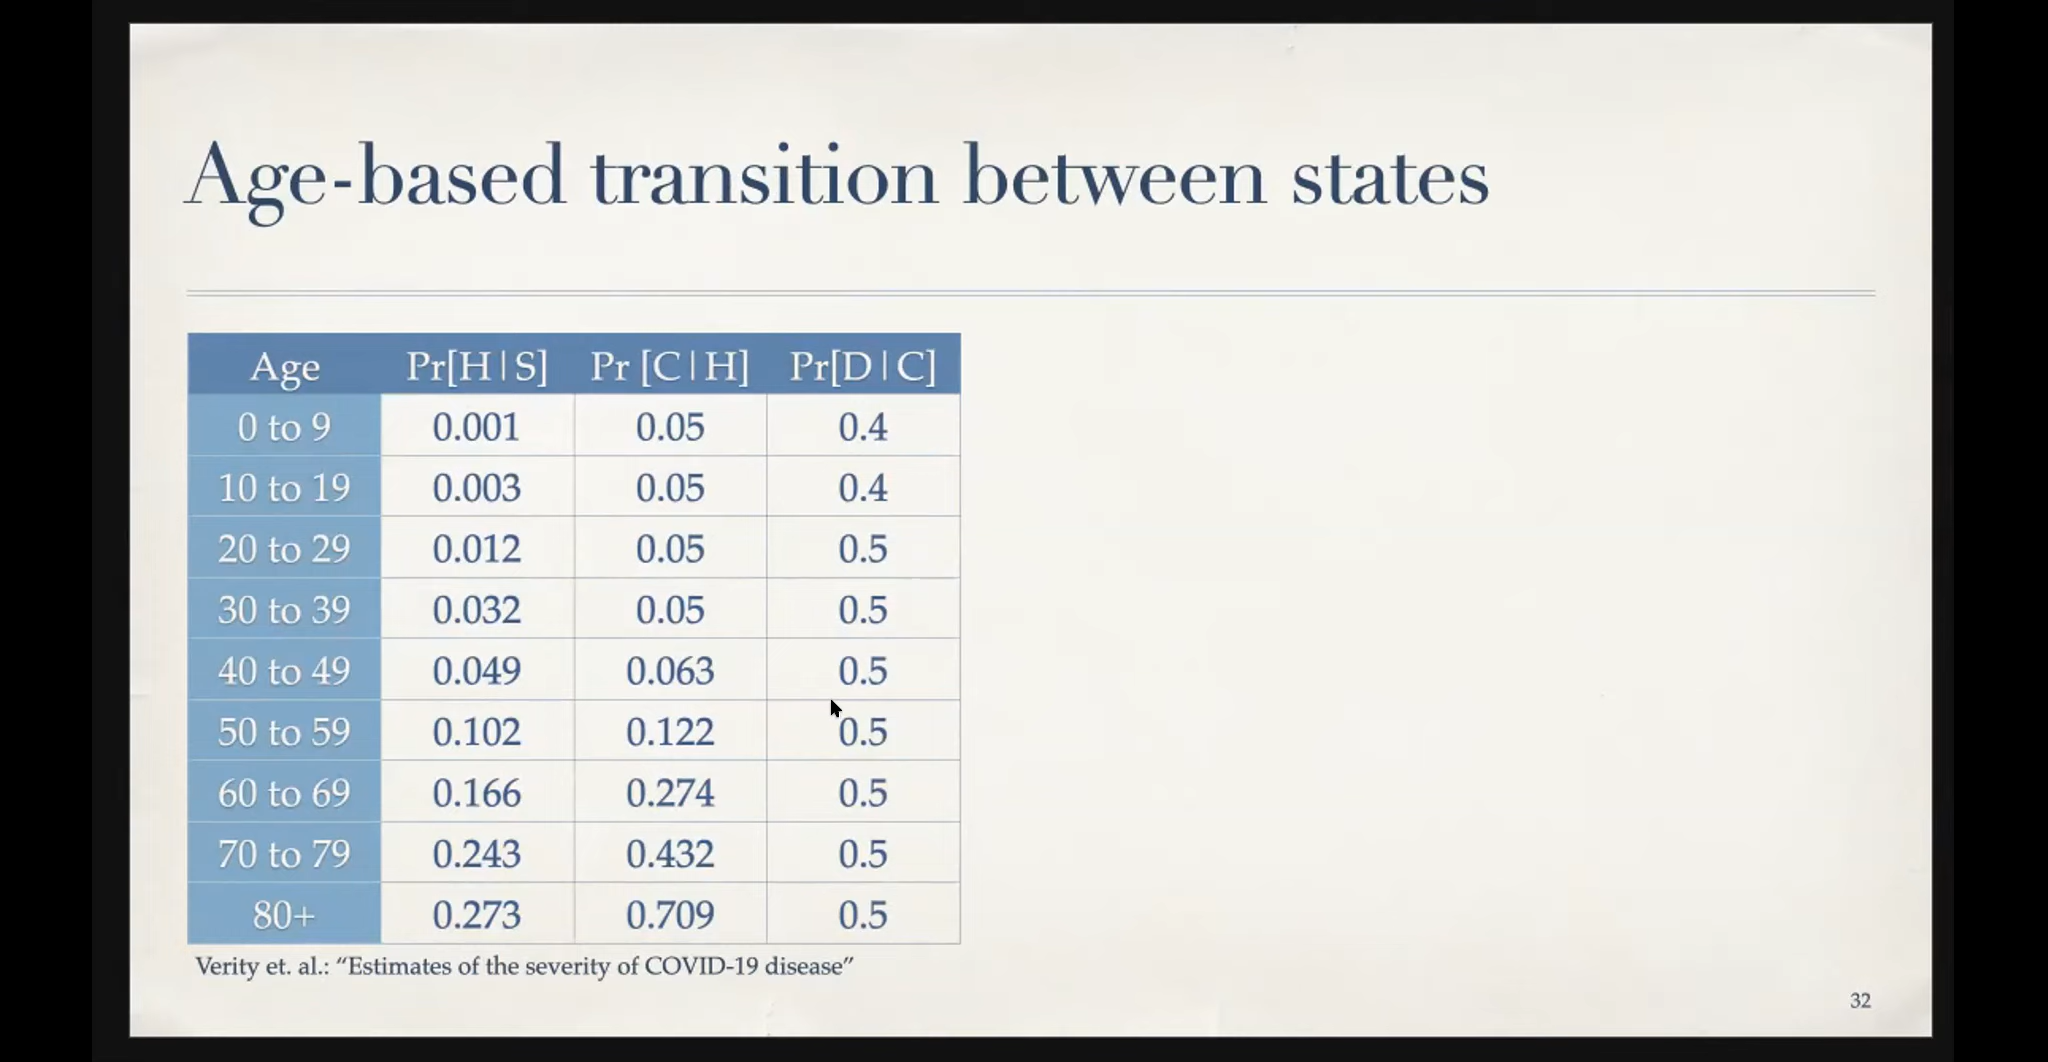 Age-based transition between states
Age Pr[H|S] Pr [C|H] Pr[D|C]
0 to 9 0.001 0.05 0.4
10 to 19 0.003 0.05 0.4
20 to 29 0.012 0.05 0.5
30 to 39 0.032 0.05 0.5
40 to 49 0.049 0.063 0.5
50 to 59 0.102 0.122 0.5
60 to 69 0.166 0.274 0.5
70 to 79 0.243 0.432 0.5
80+ 0.273 0.709 0.5
Verity et. al.: “Estimates of the severity of COVID-19 disease”
32